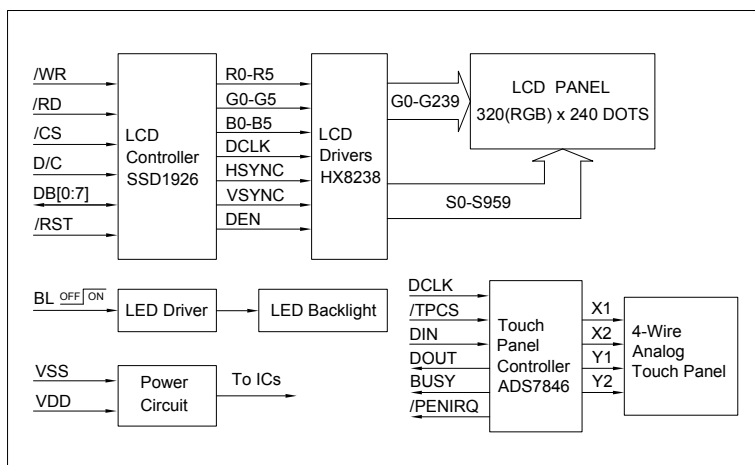 /WR
/RD
/CS
D/C
DB[0:7]
/RST
LCD
Controller
SSD1926
R0-R5
G0-G5
B0-B5
DCLK
HSYNC
VSYNC
DEN
LCD
Drivers
HX8238
G0-G239
S0-S959
LCD PANEL
320(RGB) x 240 DOTS
BL OFF ON
LED Driver
LED Backlight
VSS
VDD
Power
Circuit
To ICs
DCLK
/TPCS
DIN
DOUT
BUSY
/PENIRQ
Touch
Panel
Controller
ADS7846
X1
X2
Y1
Y2
4-Wire
Analog
Touch Panel